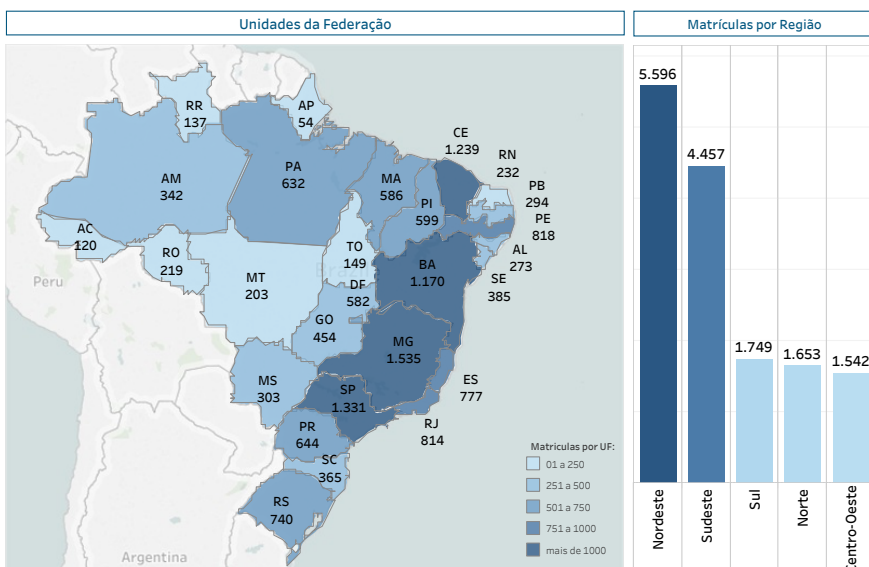 Unidades da Federação
Matrículas por Região
RR
137
AP
54
AM
342
PA
632
MA
586
CE
1.239
RN
232
PB
294
PE
818
PI
599
AC
120
RO
219
TO
149
AL
273
SE
385
BA
1.170
MT
203
DF
582
GO
454
MG
1.535
MS
303
SP
1.331
ES
777
RJ
814
PR
644
SC
365
RS
740
Peru
Brazil
Argentina
Matriculas por UF:
01 a 250
251 a 500
501 a 750
751 a 1000
mais de 1000
5.596
4.457
1.749
1.653
1.542
Nordeste
Sudeste
Sul
Norte
Centro-Oeste